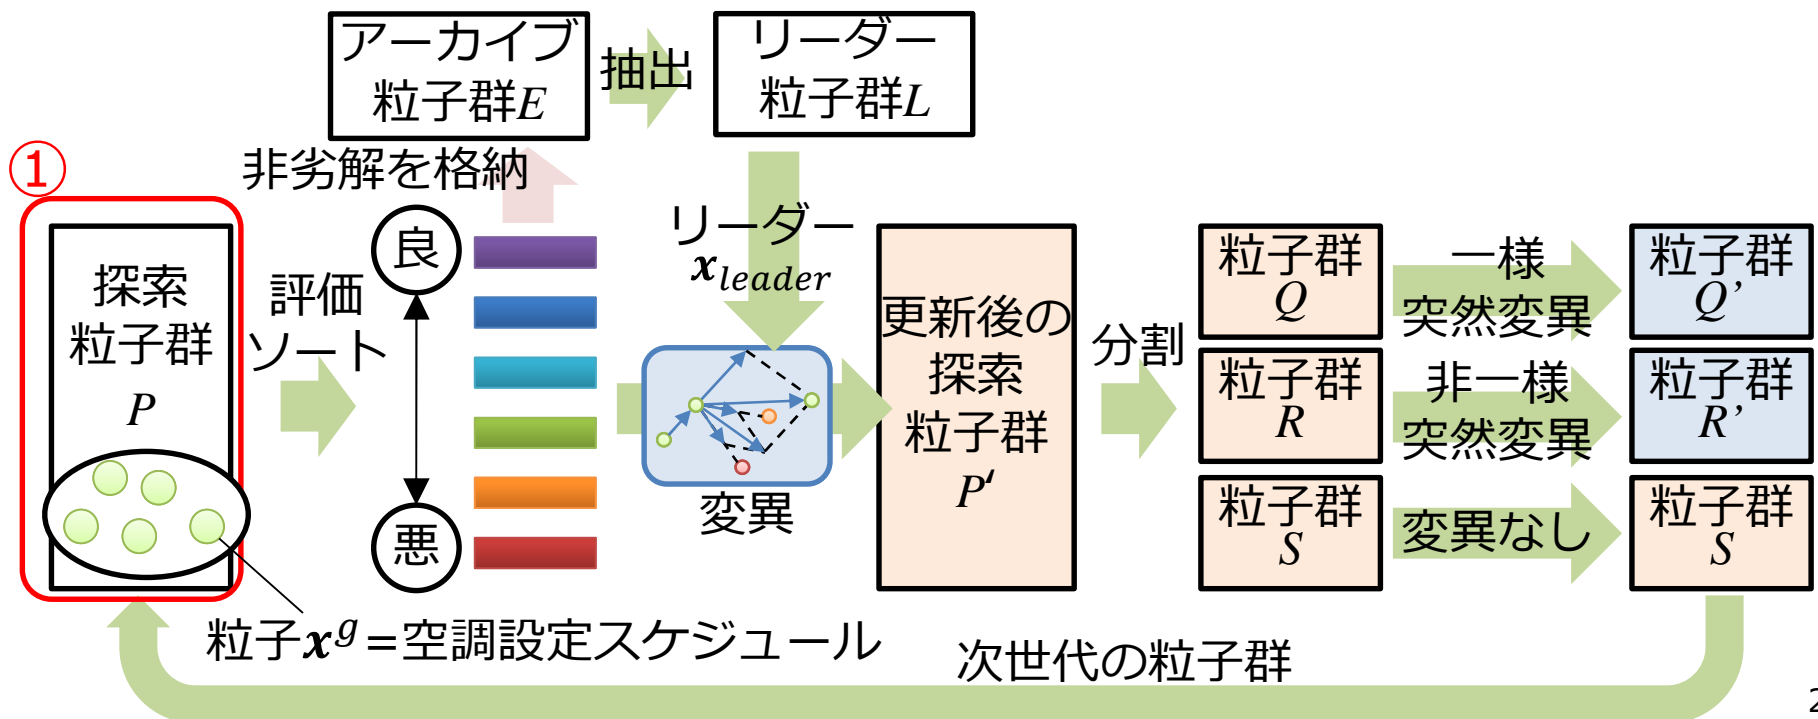 アーカイブ
粒子群E
抽出
リーダー
粒子群L
①
非劣解を格納
探索
粒子群
P
評価
ソート
良
悪
リーダー
x_leader
変異
更新後の
探索
粒子群
P'
分割
粒子群
Q
一様
突然変異
粒子群
Q'
粒子群
R
非一様
突然変異
粒子群
R'
粒子群
S
変異なし
粒子群
S
粒子x^g=空調設定スケジュール
次世代の粒子群